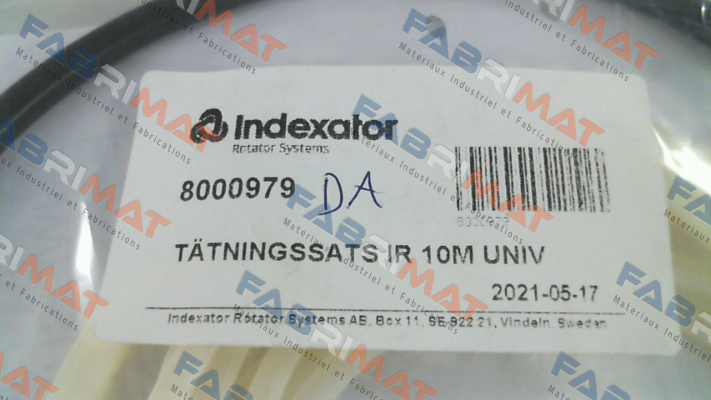 Indexator
Rotator Systems
8000979 DA
TÄTNINGSSATS IR 10M UNIV
2021-05-17
Indexator Rotator Systems AB. Box 11, SE-922 21, Vindeln. Sweden
FABRIMAT
Materiaux Industriel et Fabrications